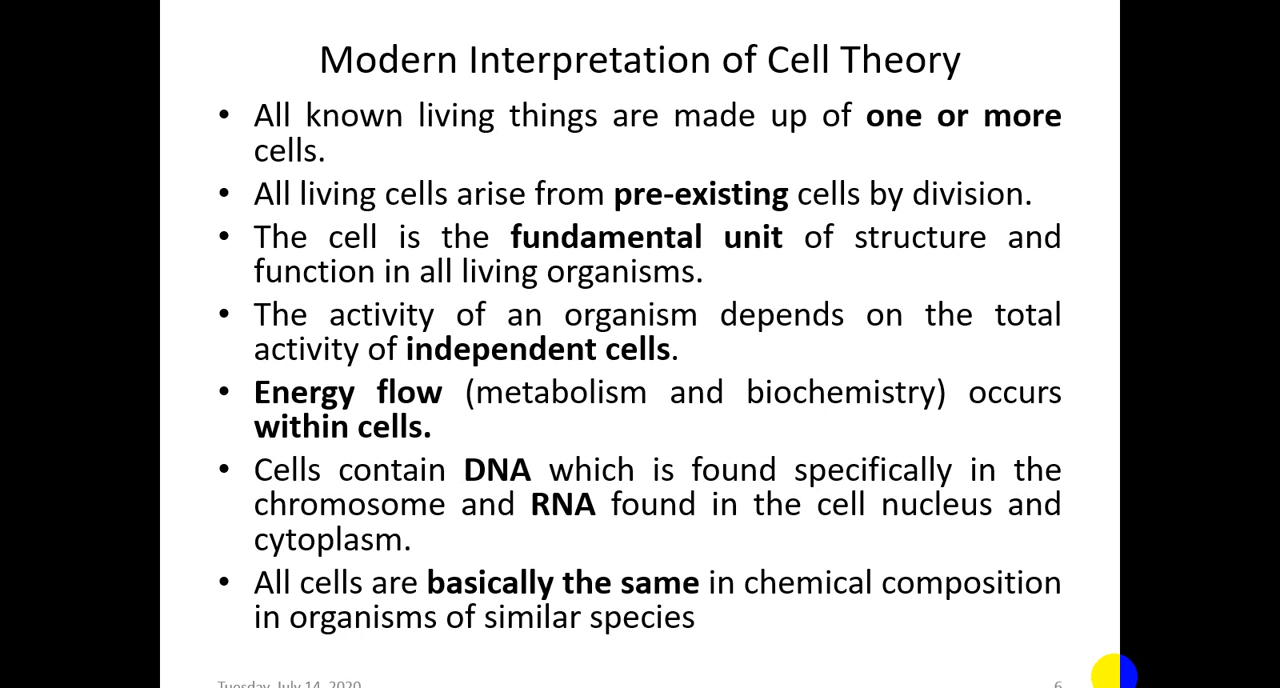 Modern Interpretation of Cell Theory
• All known living things are made up of one or more
cells.
• All living cells arise from pre-existing cells by division.
• The cell is the fundamental unit of structure and
function in all living organisms.
• The activity of an organism depends on the total
activity of independent cells.
• Energy flow (metabolism and biochemistry) occurs
within cells.
• Cells contain DNA which is found specifically in the
chromosome and RNA found in the cell nucleus and
cytoplasm.
• All cells are basically the same in chemical composition
in organisms of similar species
Tuesday, July 14, 2020
6